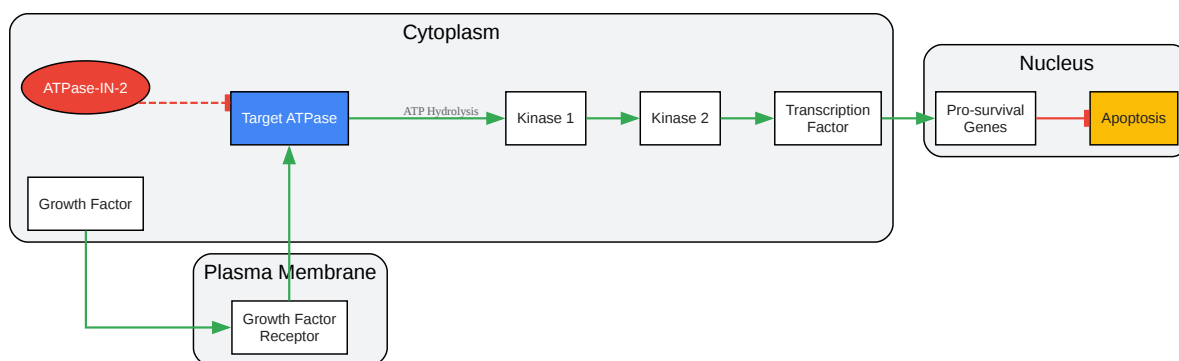 Cytoplasm
Nucleus
ATPase-IN-2
Target ATPase
ATP Hydrolysis
Kinase 1
Kinase 2
Transcription
Factor
Pro-survival
Genes
Apoptosis
Growth Factor
Plasma Membrane
Growth Factor
Receptor